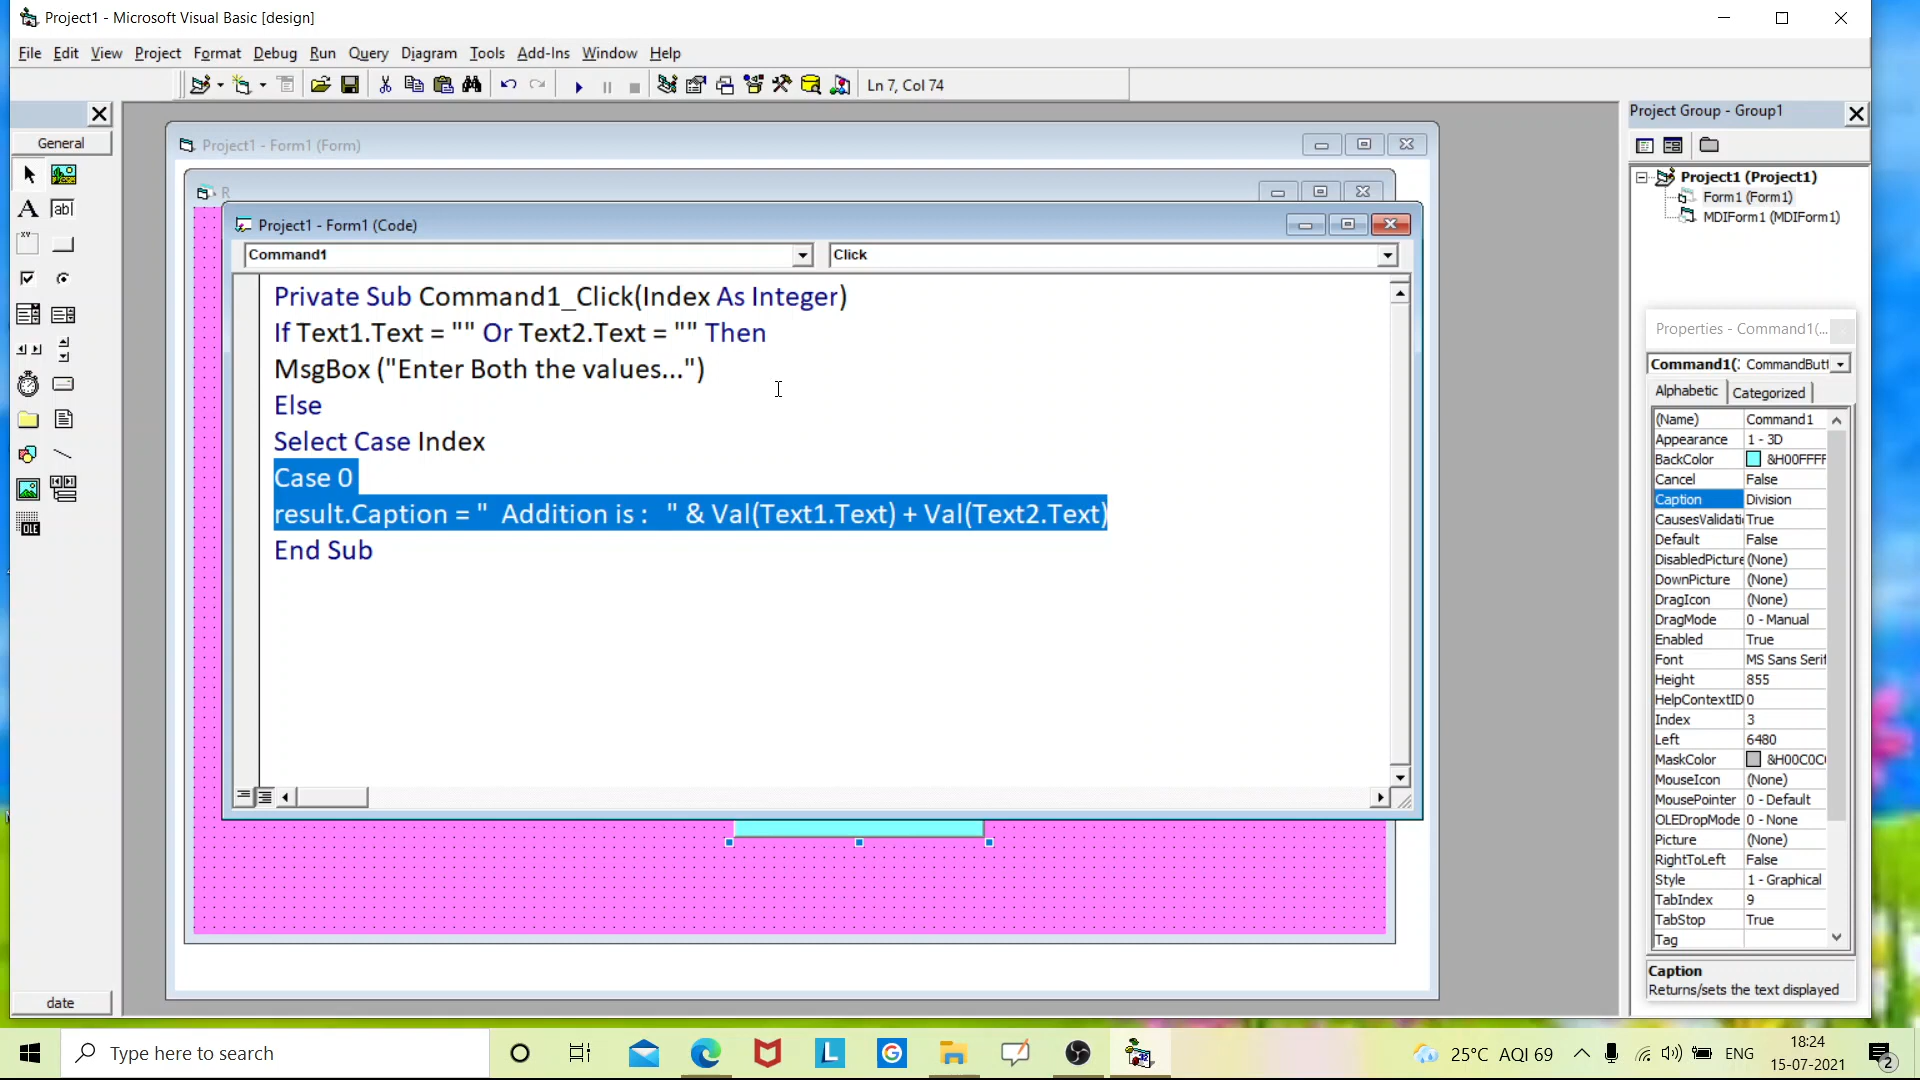 Project1 - Microsoft Visual Basic [design]
File Edit View Project Format Debug Run Query Diagram Tools Add-Ins Window Help
Ln 7, Col 74
General
Project1 - Form1 (Form)
R
Project1 - Form1 (Code)
Command1
Click
Private Sub Command1_Click(Index As Integer)
If Text1.Text = "" Or Text2.Text = "" Then
MsgBox ("Enter Both the values...")
Else
Select Case Index
Case 0
result.Caption = "  Addition is :   " & Val(Text1.Text) + Val(Text2.Text)
End Sub
date
Project Group - Group1
Project1 (Project1)
Form1 (Form1)
MDIForm1 (MDIForm1)
Properties - Command1(...
Command1(: CommandButt
Alphabetic Categorized
(Name) Command1
Appearance 1 - 3D
BackColor &H00FFFF
Cancel False
Caption Division
CausesValidati True
Default False
DisabledPicture (None)
DownPicture (None)
DragIcon (None)
DragMode 0 - Manual
Enabled True
Font MS Sans Serif
Height 855
HelpContextID 0
Index 3
Left 6480
MaskColor &H00C0C0
MouseIcon (None)
MousePointer 0 - Default
OLEDropMode 0 - None
Picture (None)
RightToLeft False
Style 1 - Graphical
TabIndex 9
TabStop True
Tag
Caption
Returns/sets the text displayed
Type here to search
25°C AQI 69
ENG
18:24
15-07-2021
2